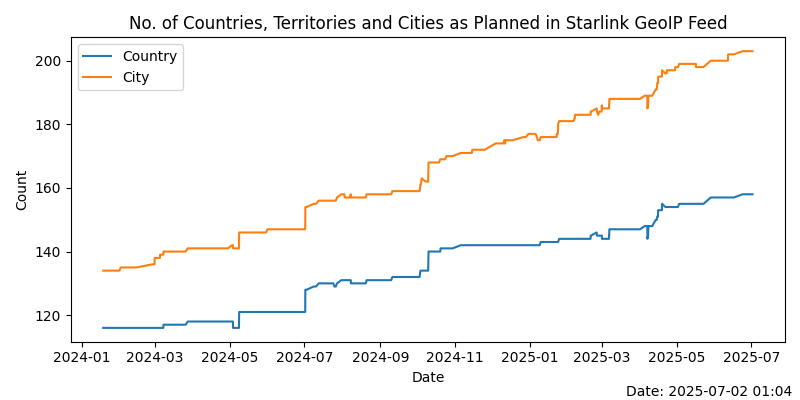 No. of Countries, Territories and Cities as Planned in Starlink GeoIP Feed
Country
City
200
180
160
140
120
Count
2024-01 2024-03 2024-05 2024-07 2024-09 2024-11 2025-01 2025-03 2025-05 2025-07
Date
Date: 2025-07-02 01:04